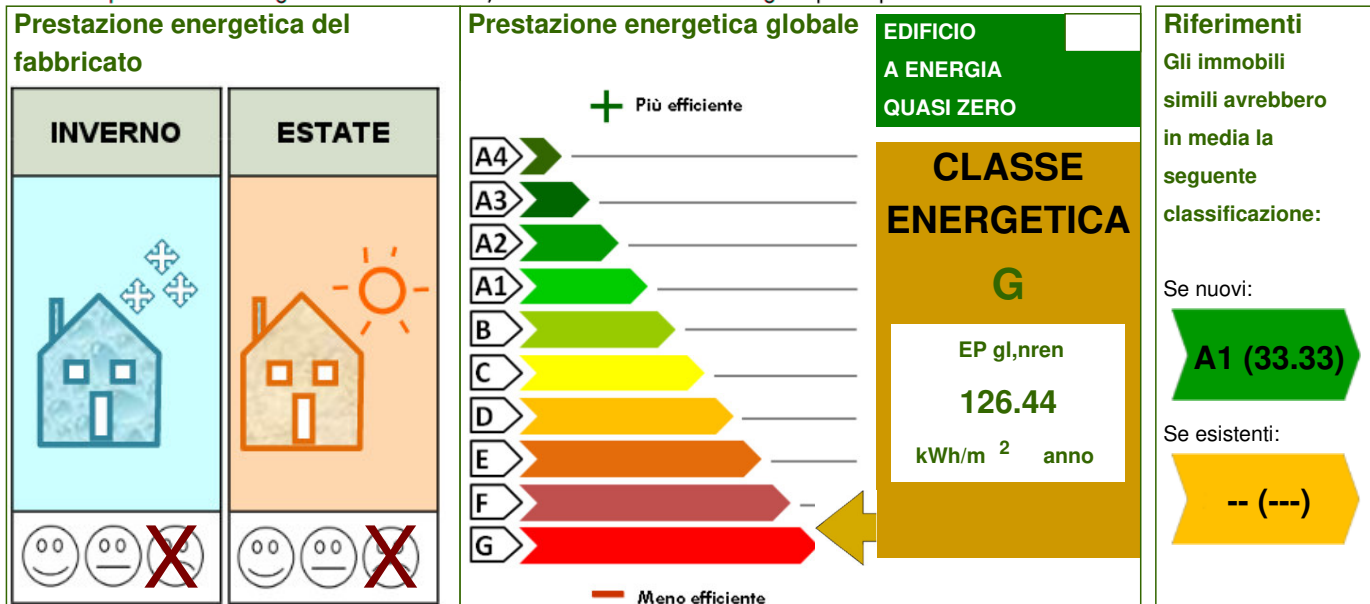 Prestazione energetica del
fabbricato
INVERNO
ESTATE
X
X
Prestazione energetica globale
Più efficiente
A4
A3
A2
A1
B
C
D
E
F
G
Meno efficiente
EDIFICIO
A ENERGIA
QUASI ZERO
CLASSE
ENERGETICA
G
EP gl,nren
126.44
kWh/m 2 anno
Riferimenti
Gli immobili
simili avrebbero
in media la
seguente
classificazione:
Se nuovi:
A1 (33.33)
Se esistenti:
-- (---)